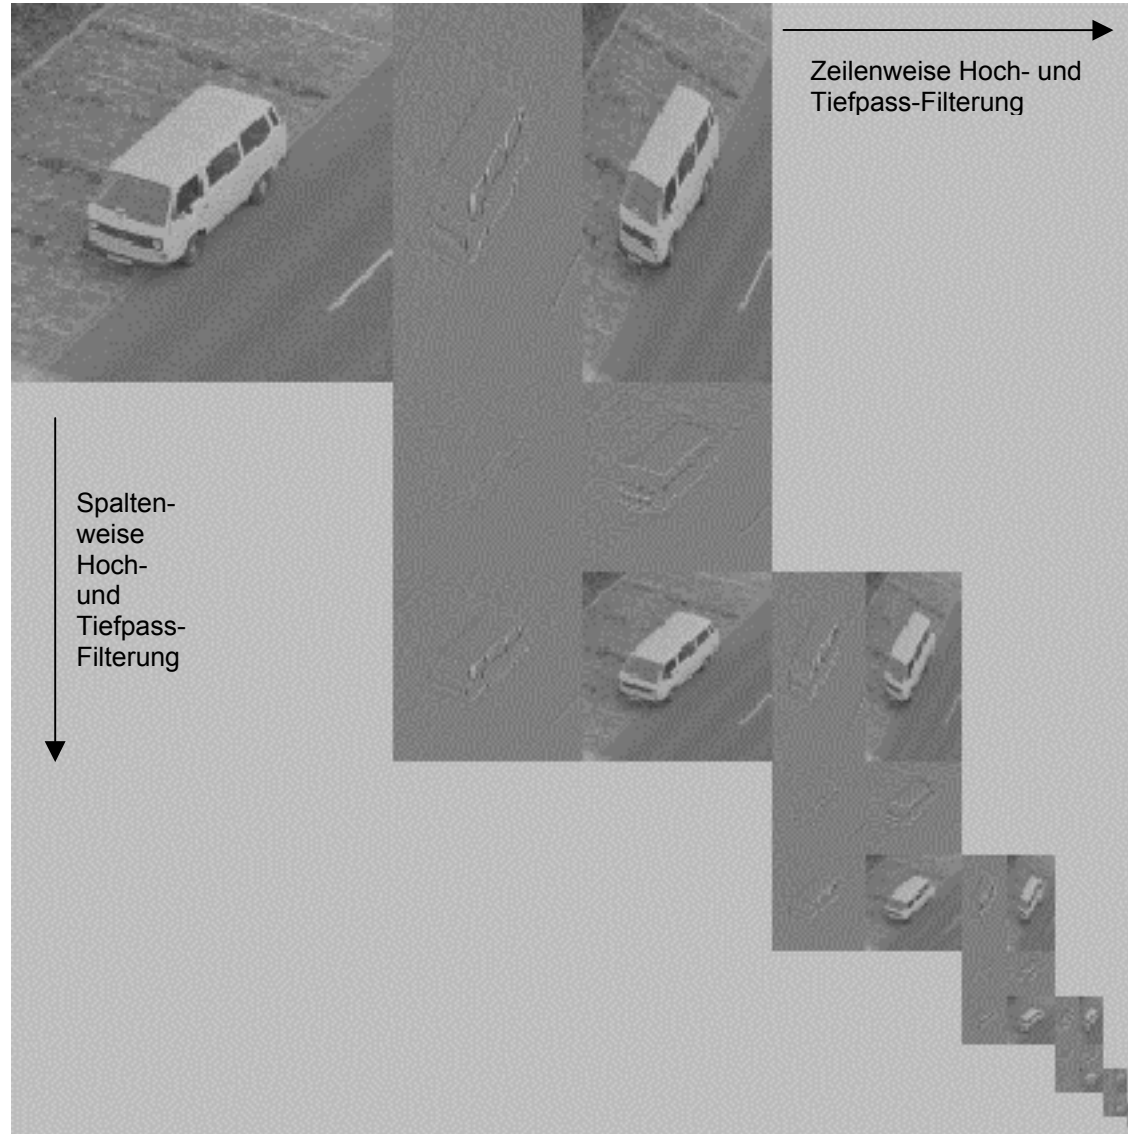 Zeilenweise Hoch- und
Tiefpass-Filterung
Spalten-
weise
Hoch-
und
Tiefpass-
Filterung